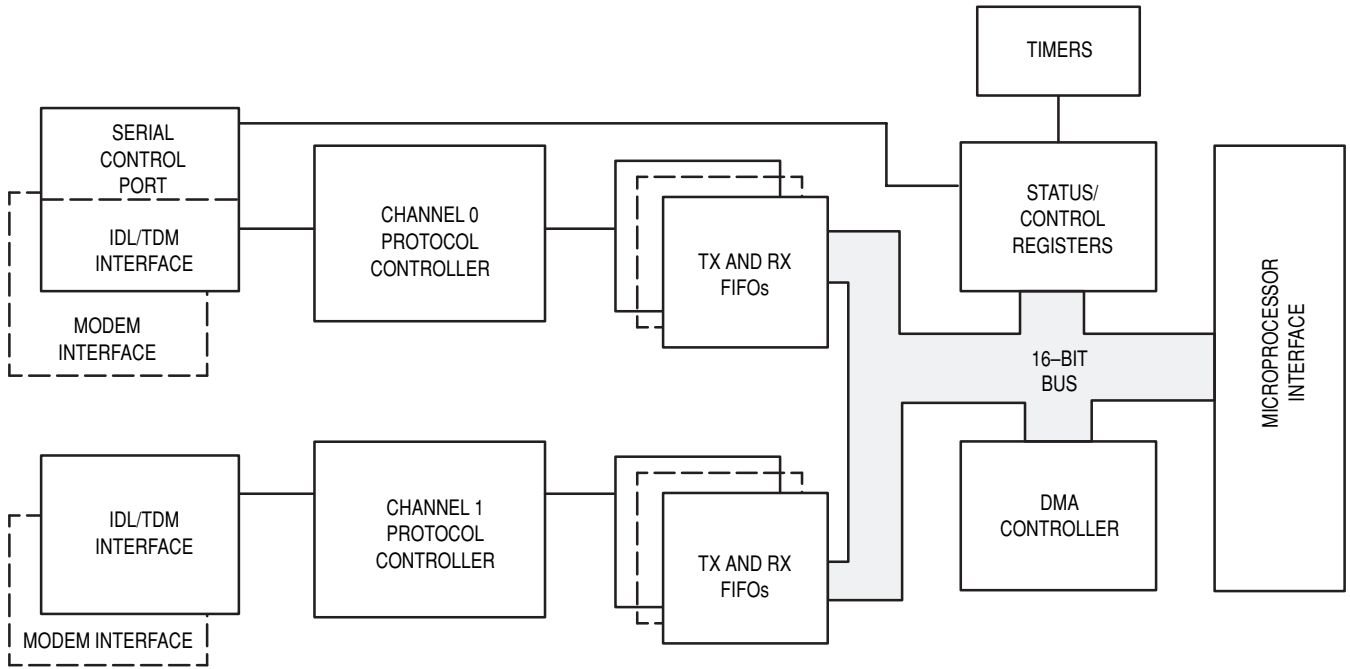 TIMERS
SERIAL
CONTROL
PORT
IDL/TDM
INTERFACE
MODEM
INTERFACE
CHANNEL 0
PROTOCOL
CONTROLLER
TX AND RX
FIFOs
STATUS/
CONTROL
REGISTERS
16–BIT
BUS
MICROPROCESSOR
INTERFACE
IDL/TDM
INTERFACE
MODEM INTERFACE
CHANNEL 1
PROTOCOL
CONTROLLER
TX AND RX
FIFOs
DMA
CONTROLLER